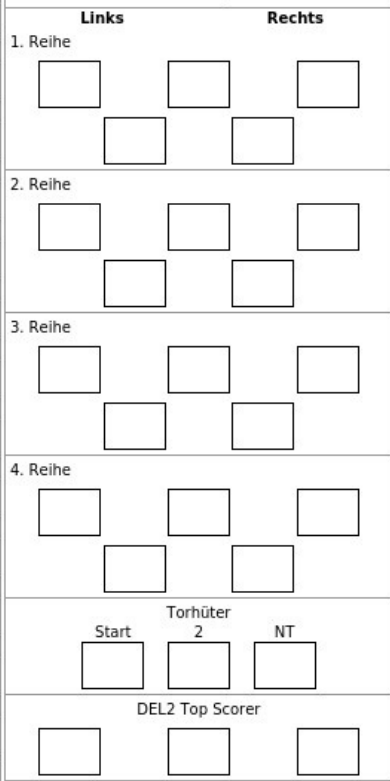 Links Rechts
1. Reihe
2. Reihe
3. Reihe
4. Reihe
Torhüter
Start 2 NT
DEL2 Top Scorer